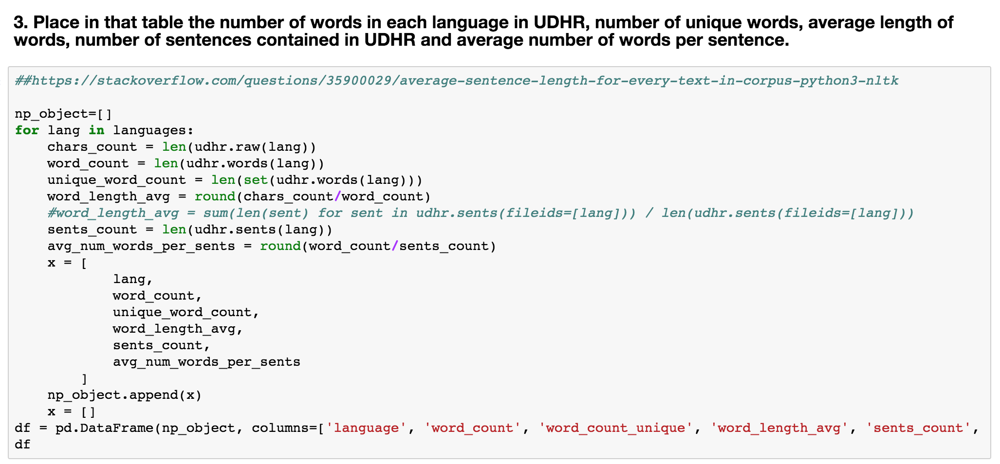 3. Place in that table the number of words in each language in UDHR, number of unique words, average length of
words, number of sentences contained in UDHR and average number of words per sentence.
##https://stackoverflow.com/questions/35900029/average-sentence-length-for-every-text-in-corpus-python3-nltk
np_object=[]
for lang in languages:
    chars_count = len(udhr.raw(lang))
    word_count = len(udhr.words(lang))
    unique_word_count = len(set(udhr.words(lang)))
    word_length_avg = round(chars_count/word_count)
    #word_length_avg = sum(len(sent) for sent in udhr.sents(fileids=[lang])) / len(udhr.sents(fileids=[lang]))
    sents_count = len(udhr.sents(lang))
    avg_num_words_per_sents = round(word_count/sents_count)
    x = [
            lang,
            word_count,
            unique_word_count,
            word_length_avg,
            sents_count,
            avg_num_words_per_sents
        ]
    np_object.append(x)
    x = []
df = pd.DataFrame(np_object, columns=['language', 'word_count', 'word_count_unique', 'word_length_avg', 'sents_count',
df